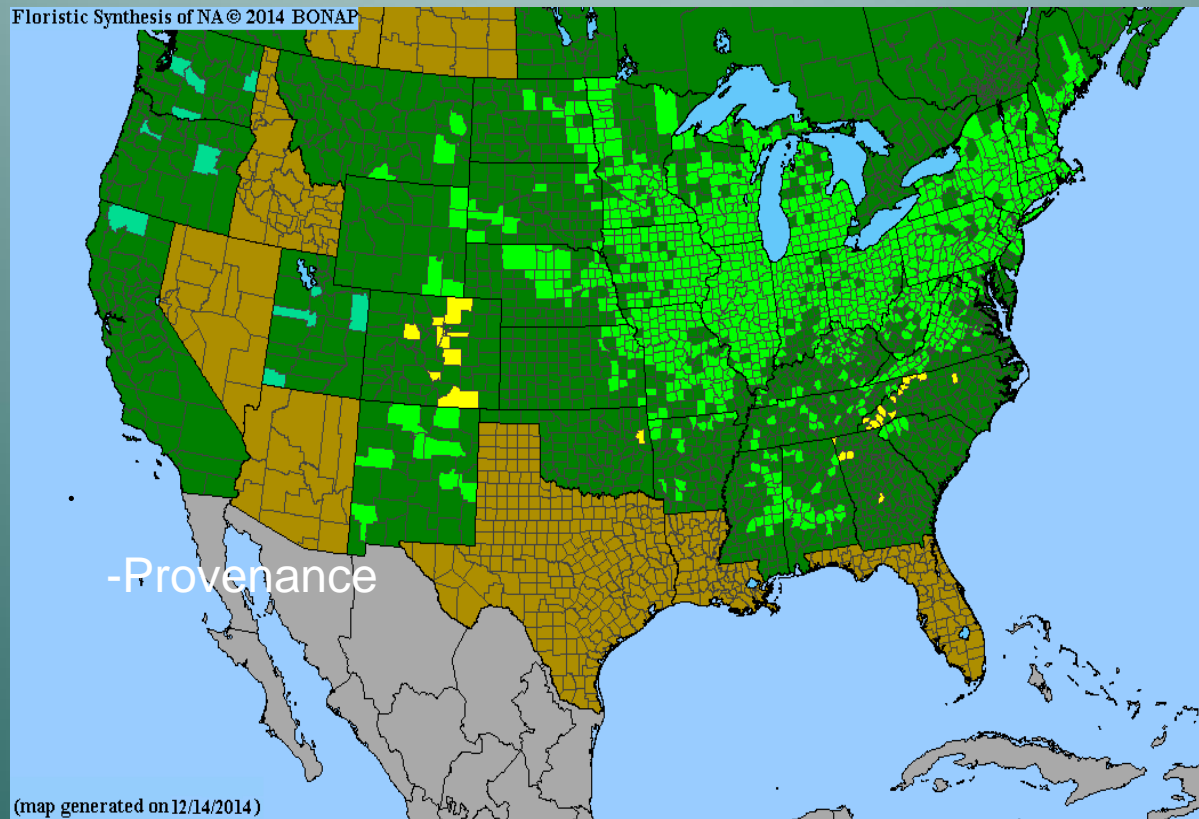 Floristic Synthesis of NA © 2014 BONAP
-Provenance
(map generated on 12/14/2014)